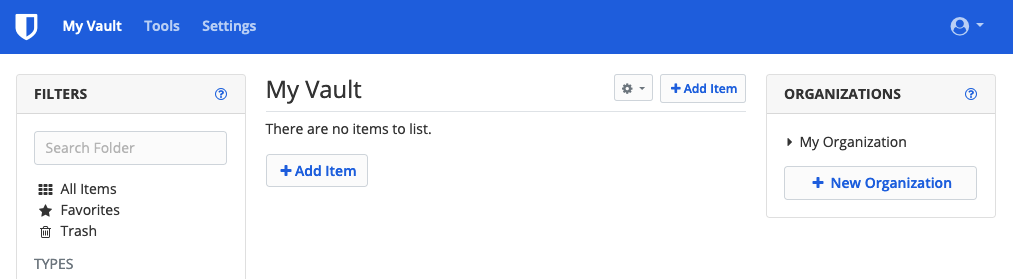 My Vault Tools Settings
FILTERS
Search Folder
All Items
Favorites
Trash
TYPES
My Vault
+ Add Item
There are no items to list.
+ Add Item
ORGANIZATIONS
My Organization
+ New Organization